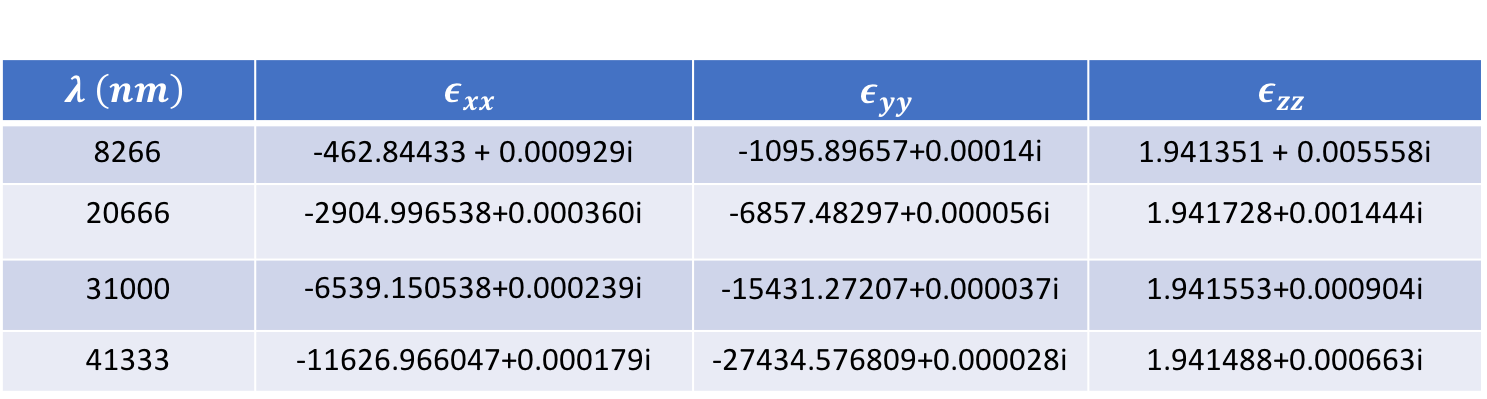 λ (nm) ϵxx ϵyy ϵzz
8266 -462.84433 + 0.000929i -1095.89657+0.00014i 1.941351 + 0.005558i
20666 -2904.996538+0.000360i -6857.48297+0.000056i 1.941728+0.001444i
31000 -6539.150538+0.000239i -15431.27207+0.000037i 1.941553+0.000904i
41333 -11626.966047+0.000179i -27434.576809+0.000028i 1.941488+0.000663i